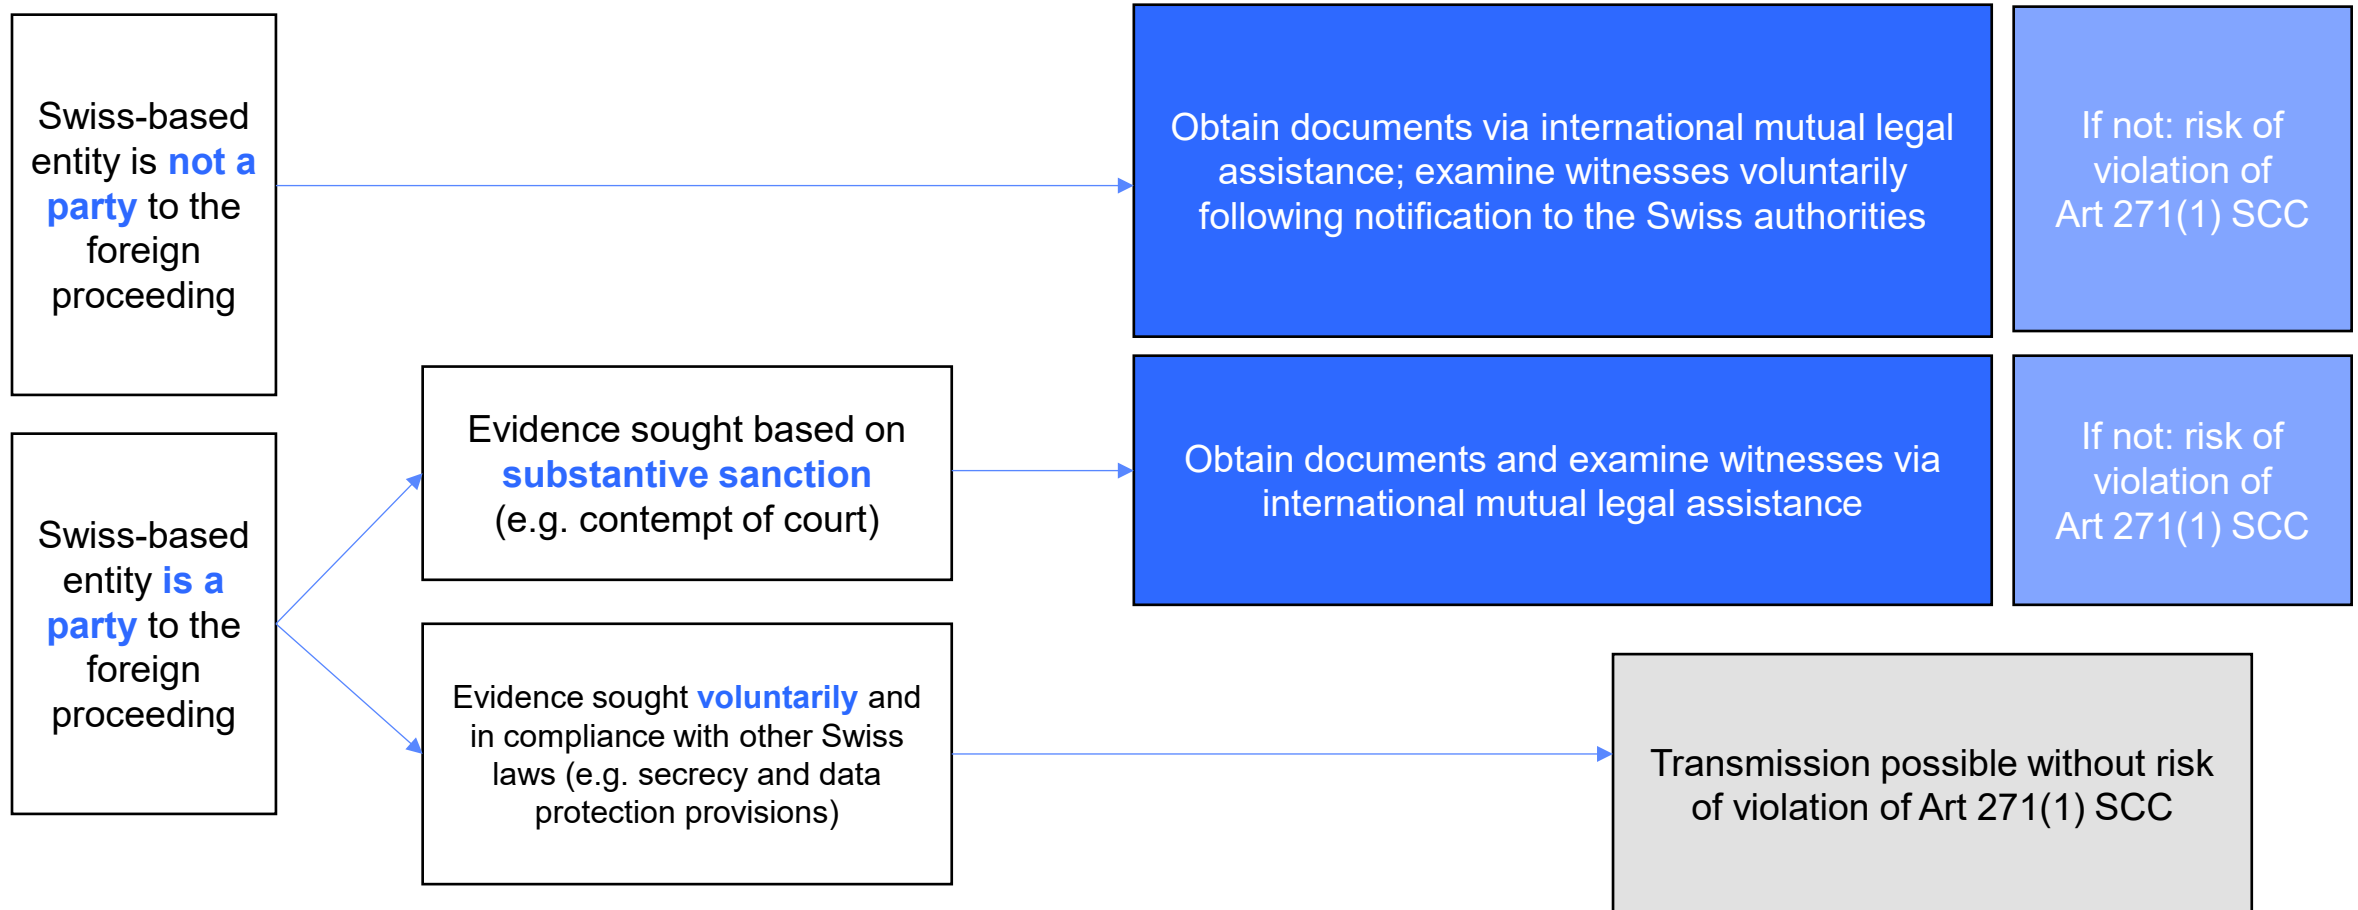 Swiss-based
entity is not a
party to the
foreign
proceeding
Obtain documents via international mutual legal
assistance; examine witnesses voluntarily
following notification to the Swiss authorities
If not: risk of
violation of
Art 271(1) SCC
Swiss-based
entity is a
party to the
foreign
proceeding
Evidence sought based on
substantive sanction
(e.g. contempt of court)
Obtain documents and examine witnesses via
international mutual legal assistance
If not: risk of
violation of
Art 271(1) SCC
Evidence sought voluntarily and
in compliance with other Swiss
laws (e.g. secrecy and data
protection provisions)
Transmission possible without risk
of violation of Art 271(1) SCC